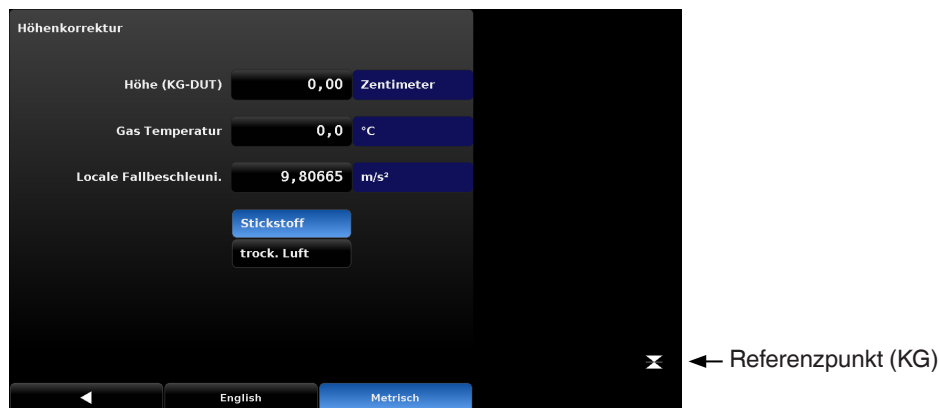 Höhenkorrektur
Höhe (KG-DUT) 0,00 Zentimeter
Gas Temperatur 0,0 °C
Locale Fallbeschleuni. 9,80665 m/s²
Stickstoff
trock. Luft
Referenzpunkt (KG)
English Metrisch